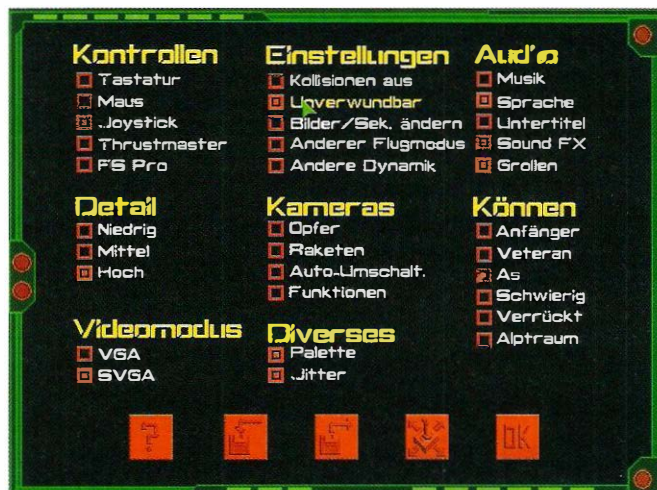 Kontrollen
Tastatur
Maus
Joystick
Thrustmaster
FS Pro
Einstellungen
Kollisionen aus
Unverwundbar
Bilder/Sek. ändern
Anderer Flugmodus
Andere Dynamik
Audio
Musik
Sprache
Untertitel
Sound FX
Grollen
Detail
Niedrig
Mittel
Hoch
Kameras
Opfer
Raketen
Auto-Umschalt.
Funktionen
Können
Anfänger
Veteran
As
Schwierig
Verrückt
Alptraum
Videomodus
VGA
SVGA
Diverses
Palette
Jitter
?
OK